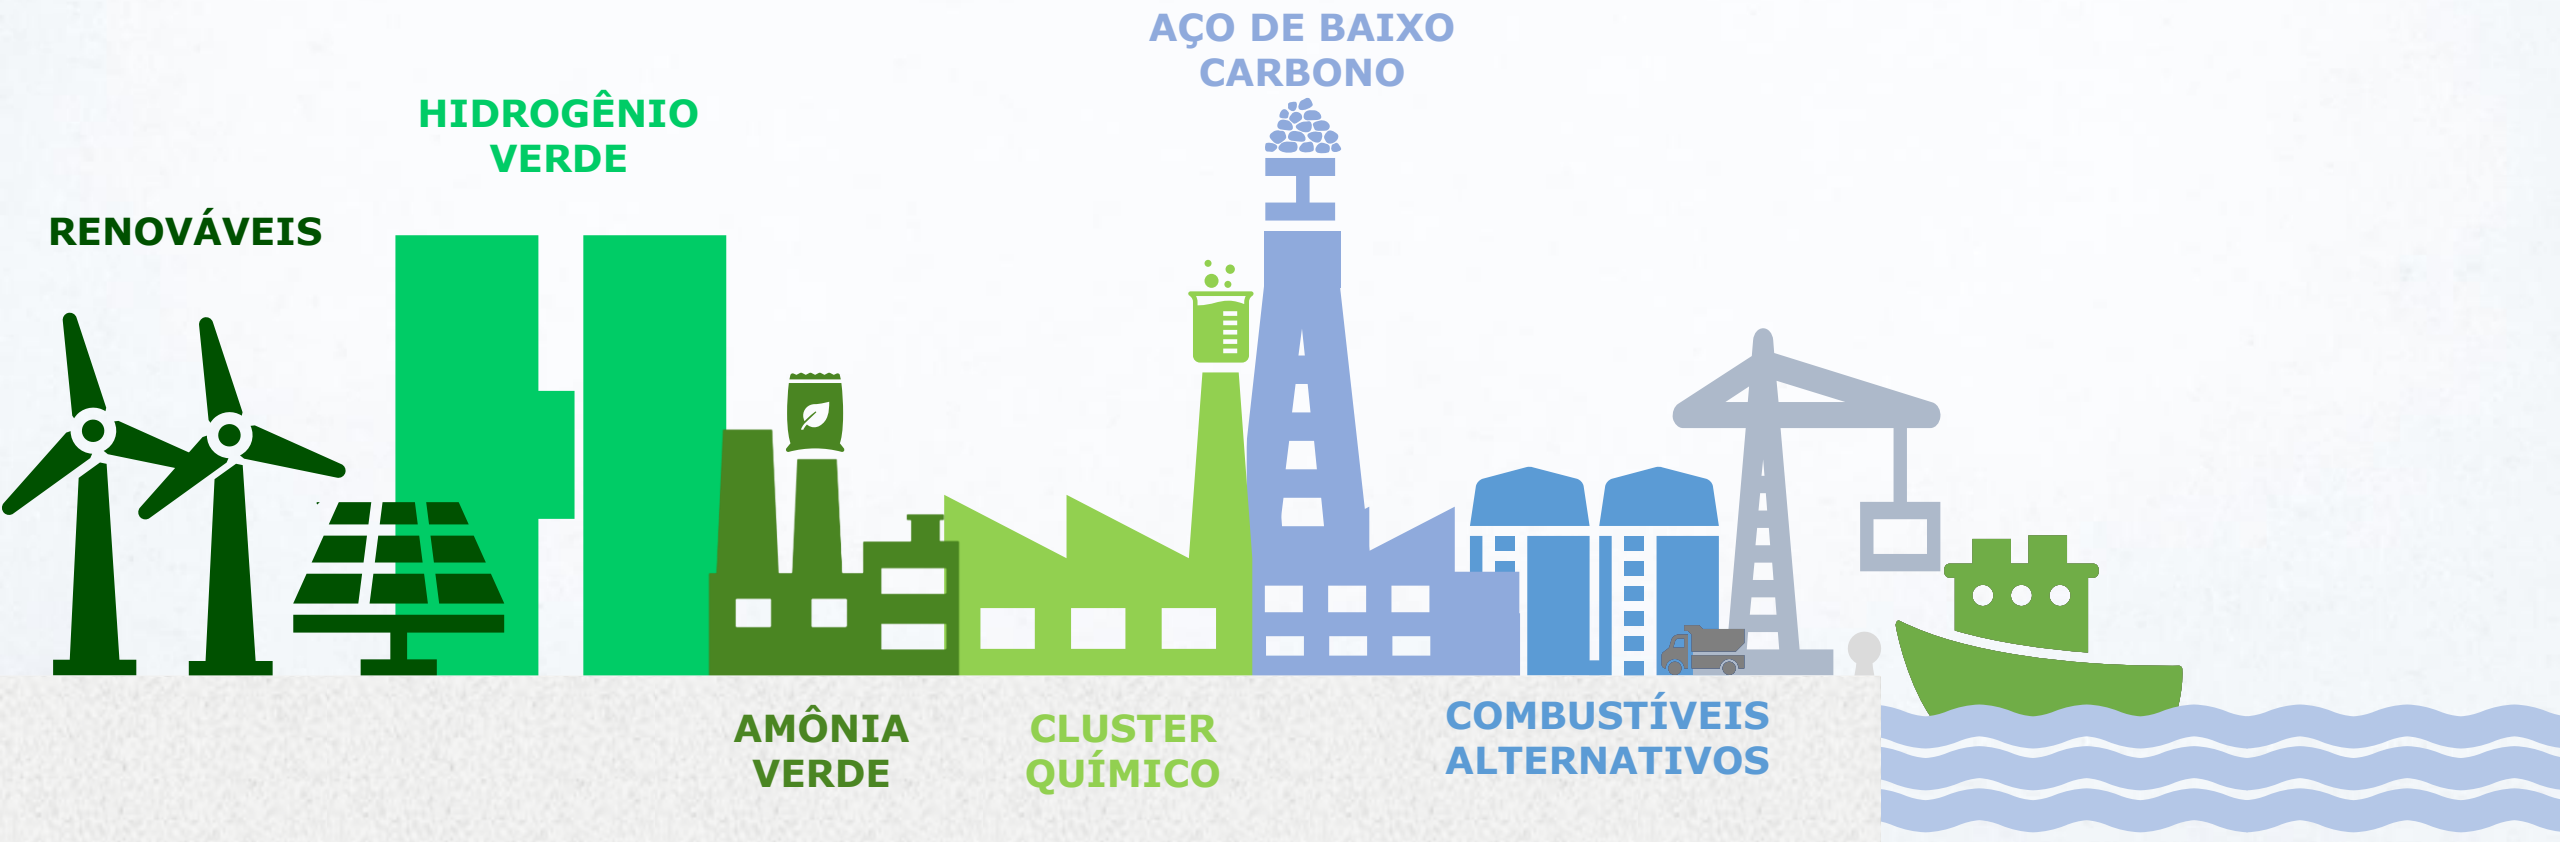 RENOVÁVEIS
HIDROGÊNIO
VERDE
AMÔNIA
VERDE
CLUSTER
QUÍMICO
AÇO DE BAIXO
CARBONO
COMBUSTÍVEIS
ALTERNATIVOS